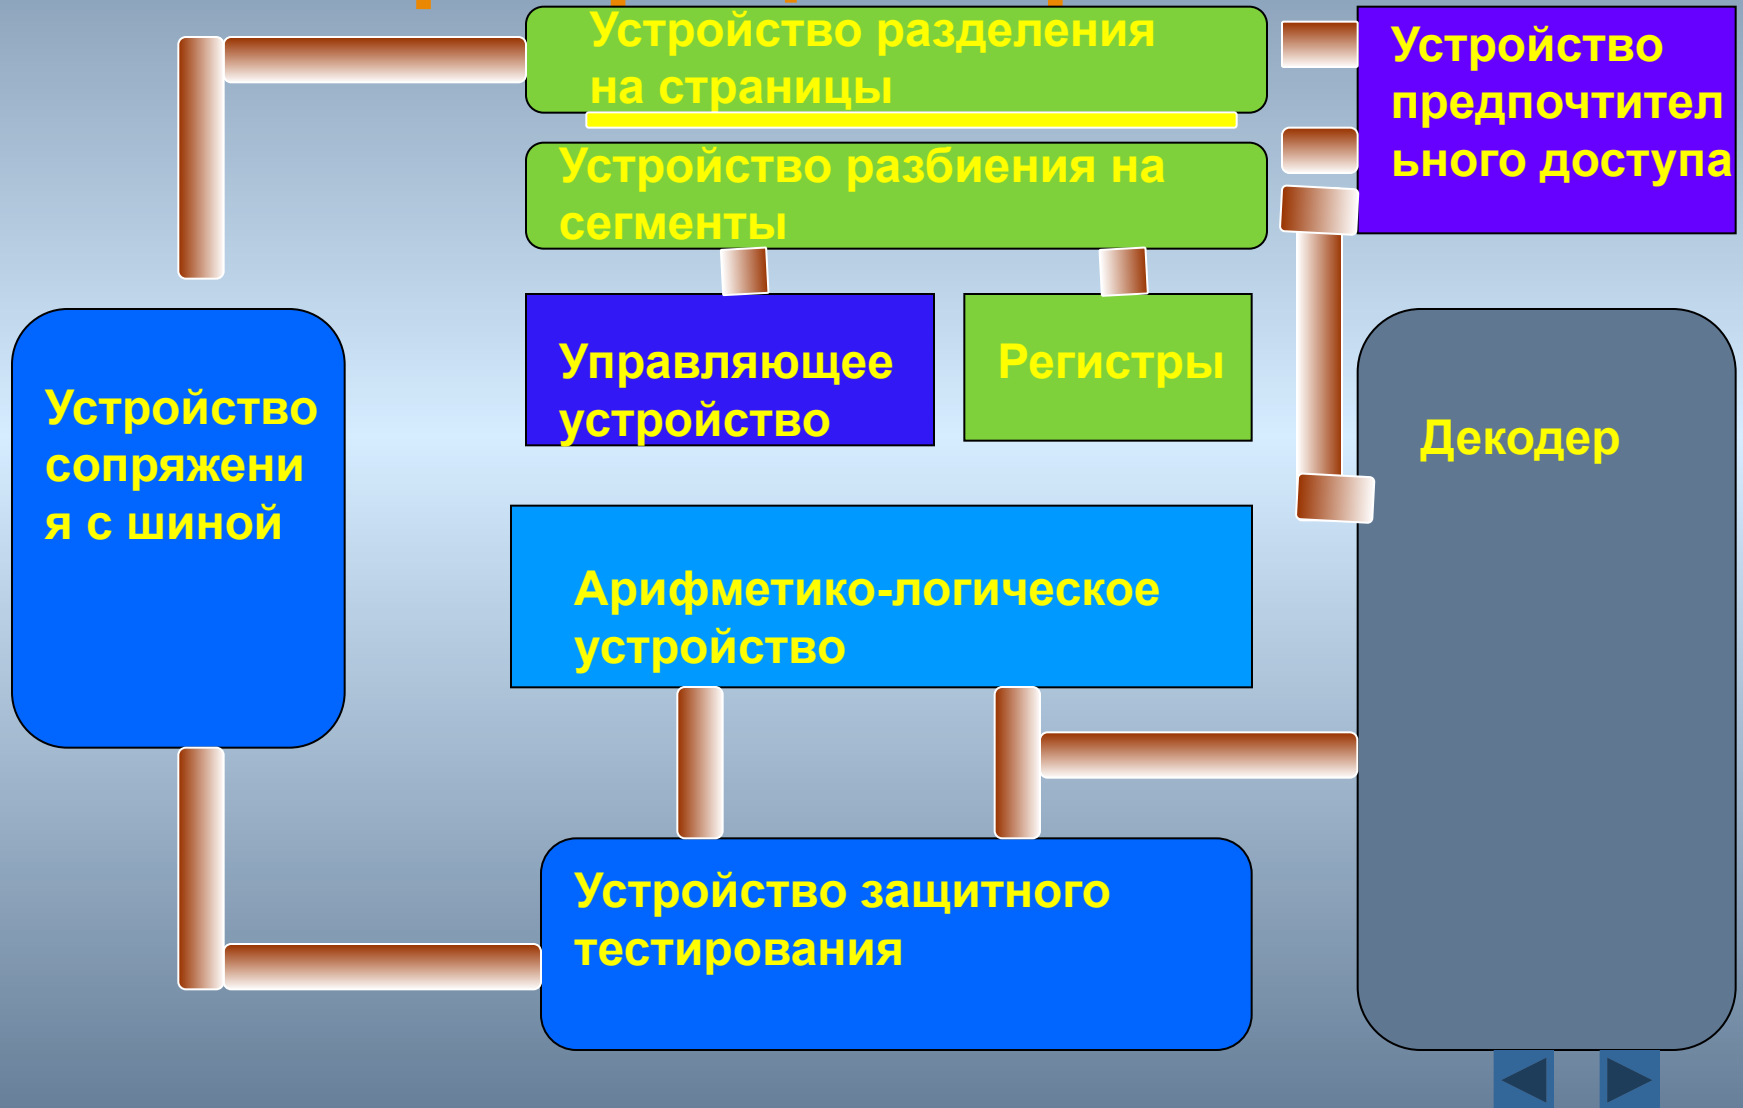 Устройство разделения
на страницы
Устройство
предпочтител
ьного доступа
Устройство разбиения на
сегменты
Управляющее
устройство
Регистры
Устройство
сопряжени
я с шиной
Декодер
Арифметико-логическое
устройство
Устройство защитного
тестирования